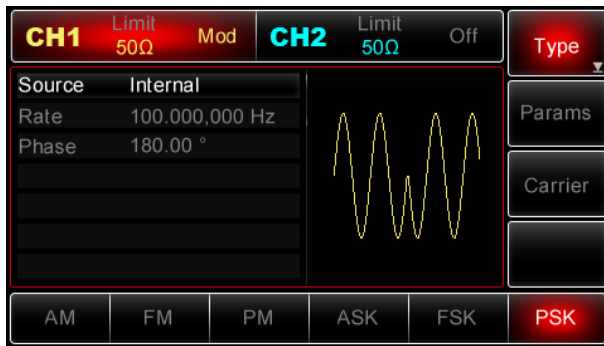 CH1 Limit 50Ω Mod CH2 Limit 50Ω Off Type
Source Internal
Rate 100.000,000 Hz
Phase 180.00 °
Params
Carrier
AM FM PM ASK FSK PSK